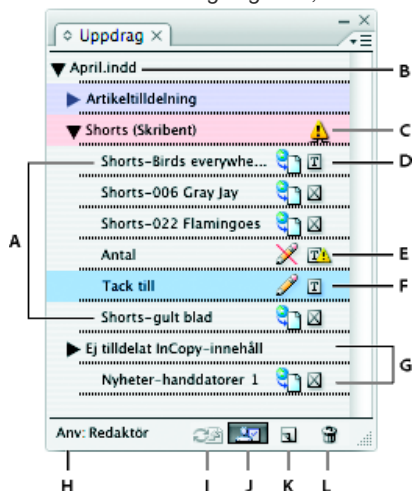 Uppdrag
April.indd
B
Artikeltilldelning
Shorts (Skribent)
C
Shorts-Birds everywhe...
D
Shorts-006 Gray Jay
Shorts-022 Flamingoes
A
Antal
E
Tack till
F
Shorts-gult blad
Ej tilldelat InCopy-innehåll
G
Nyheter-handdatorer 1
Anv: Redaktör
H I J K L